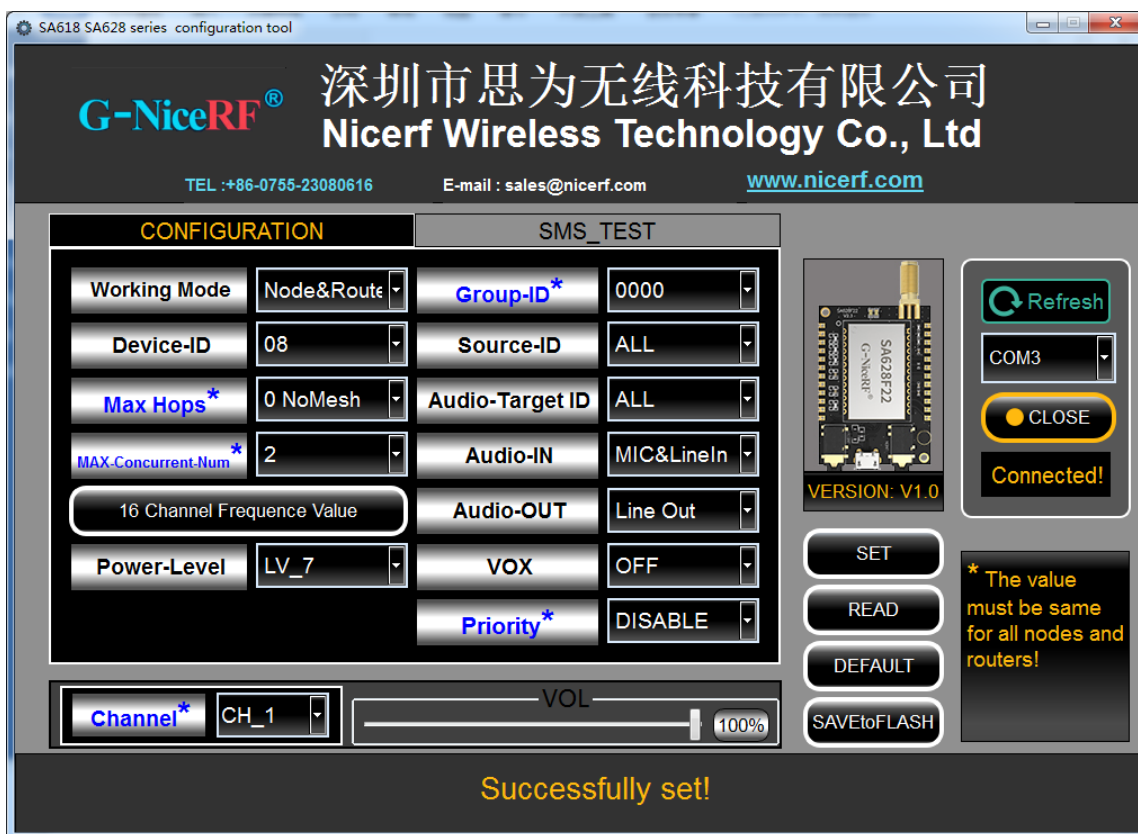 SA618 SA628 series configuration tool
G-NiceRF®
深圳市思为无线科技有限公司
Nicerf Wireless Technology Co., Ltd
TEL :+86-0755-23080616
E-mail : sales@nicerf.com
www.nicerf.com
CONFIGURATION
SMS_TEST
Working Mode
Node&Route
Group-ID*
0000
Device-ID
08
Source-ID
ALL
Max Hops*
0 NoMesh
Audio-Target ID
ALL
MAX-Concurrent-Num*
2
Audio-IN
MIC&LineIn
16 Channel Frequence Value
Audio-OUT
Line Out
Power-Level
LV_7
VOX
OFF
Priority*
DISABLE
Channel*
CH_1
VOL
100%
SA628F22
G-NiceRF®
VERSION: V1.0
SET
READ
DEFAULT
SAVEtoFLASH
Refresh
COM3
CLOSE
Connected!
* The value
must be same
for all nodes and
routers!
Successfully set!